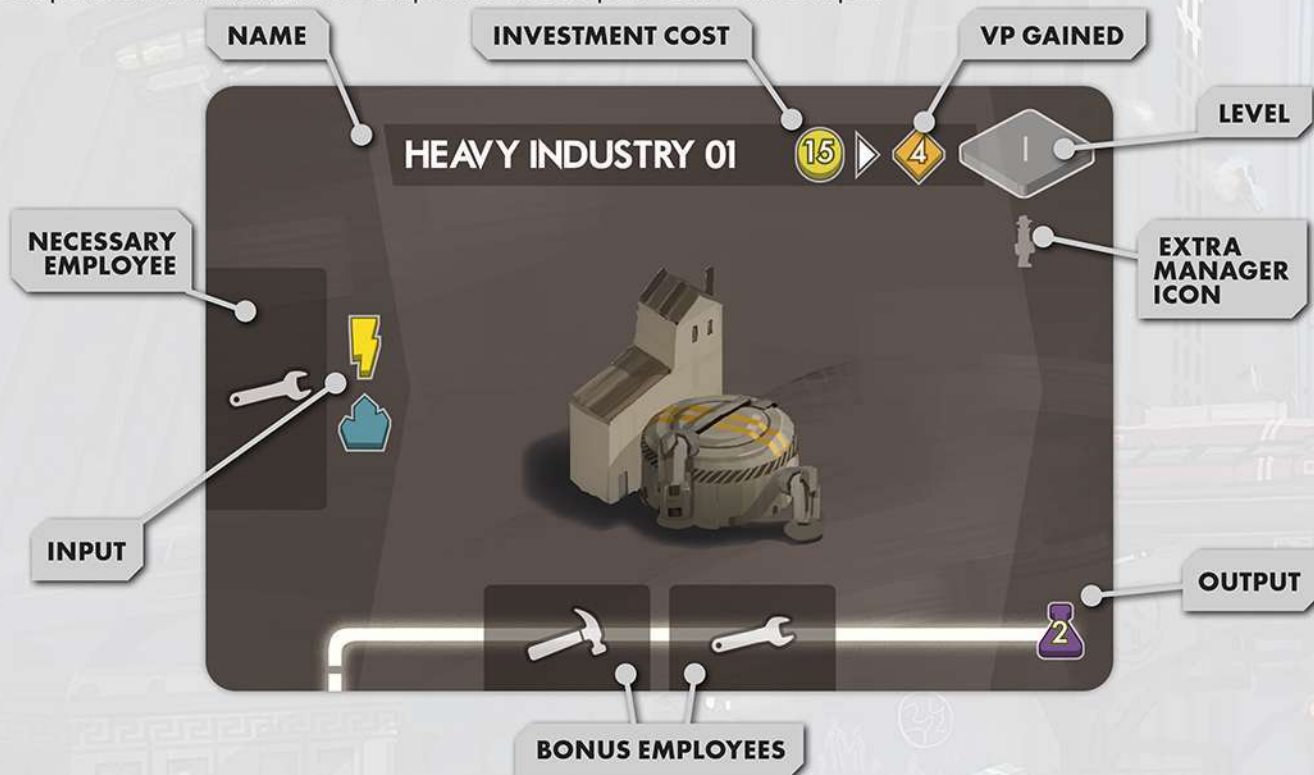 NAME
INVESTMENT COST
VP GAINED
LEVEL
HEAVY INDUSTRY 01
15
4
I
NECESSARY
EMPLOYEE
EXTRA
MANAGER
ICON
INPUT
OUTPUT
2
BONUS EMPLOYEES